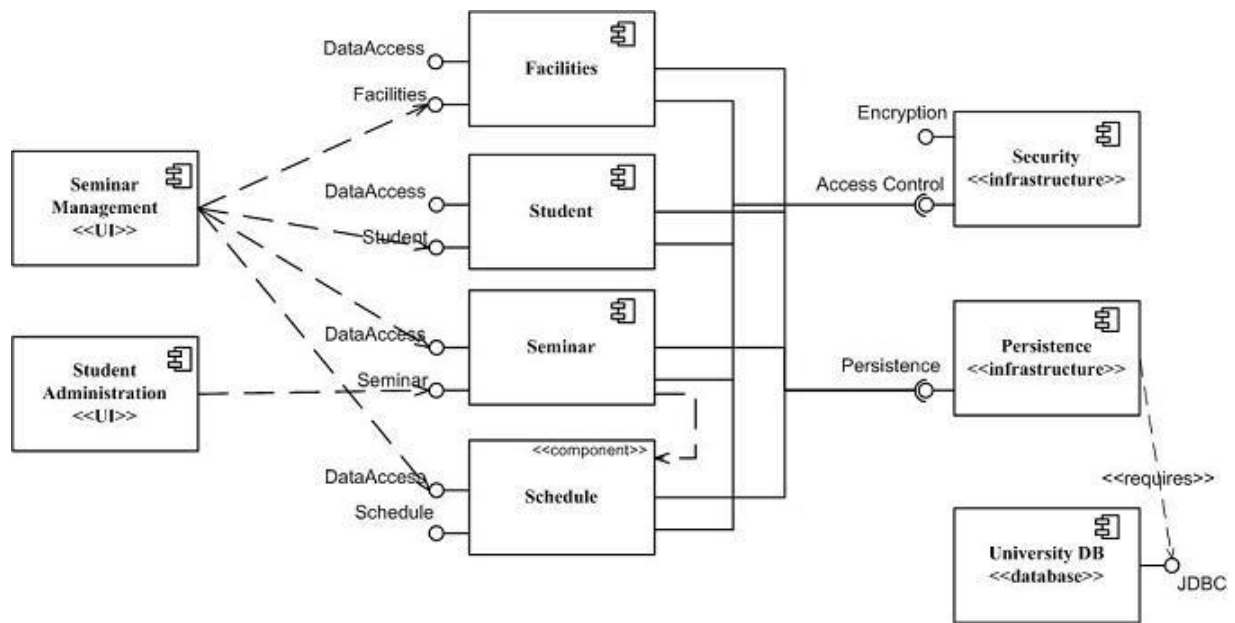 DataAccess
Facilities
Facilities
Encryption
Security
<<infrastructure>>
Access Control
Seminar
Management
<<UI>>
DataAccess
Student
Student
DataAccess
Seminar
Seminar
Student
Administration
<<UI>>
Persistence
Persistence
<<infrastructure>>
<<component>>
Schedule
DataAccess
Schedule
<<requires>>
University DB
<<database>>
JDBC